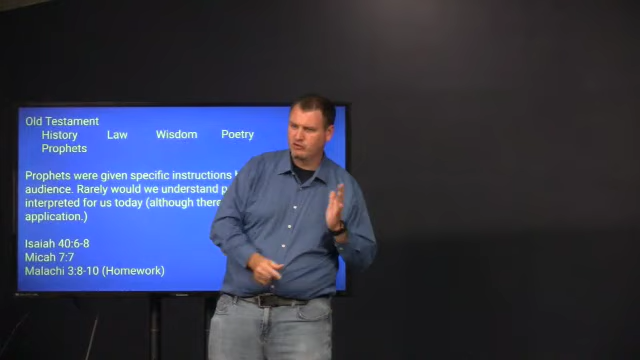 Old Testament
History Law Wisdom Poetry
Prophets
Prophets were given specific instructions
audience. Rarely would we understand
interpreted for us today (although there
application.)
Isaiah 40:6-8
Micah 7:7
Malachi 3:8-10 (Homework)